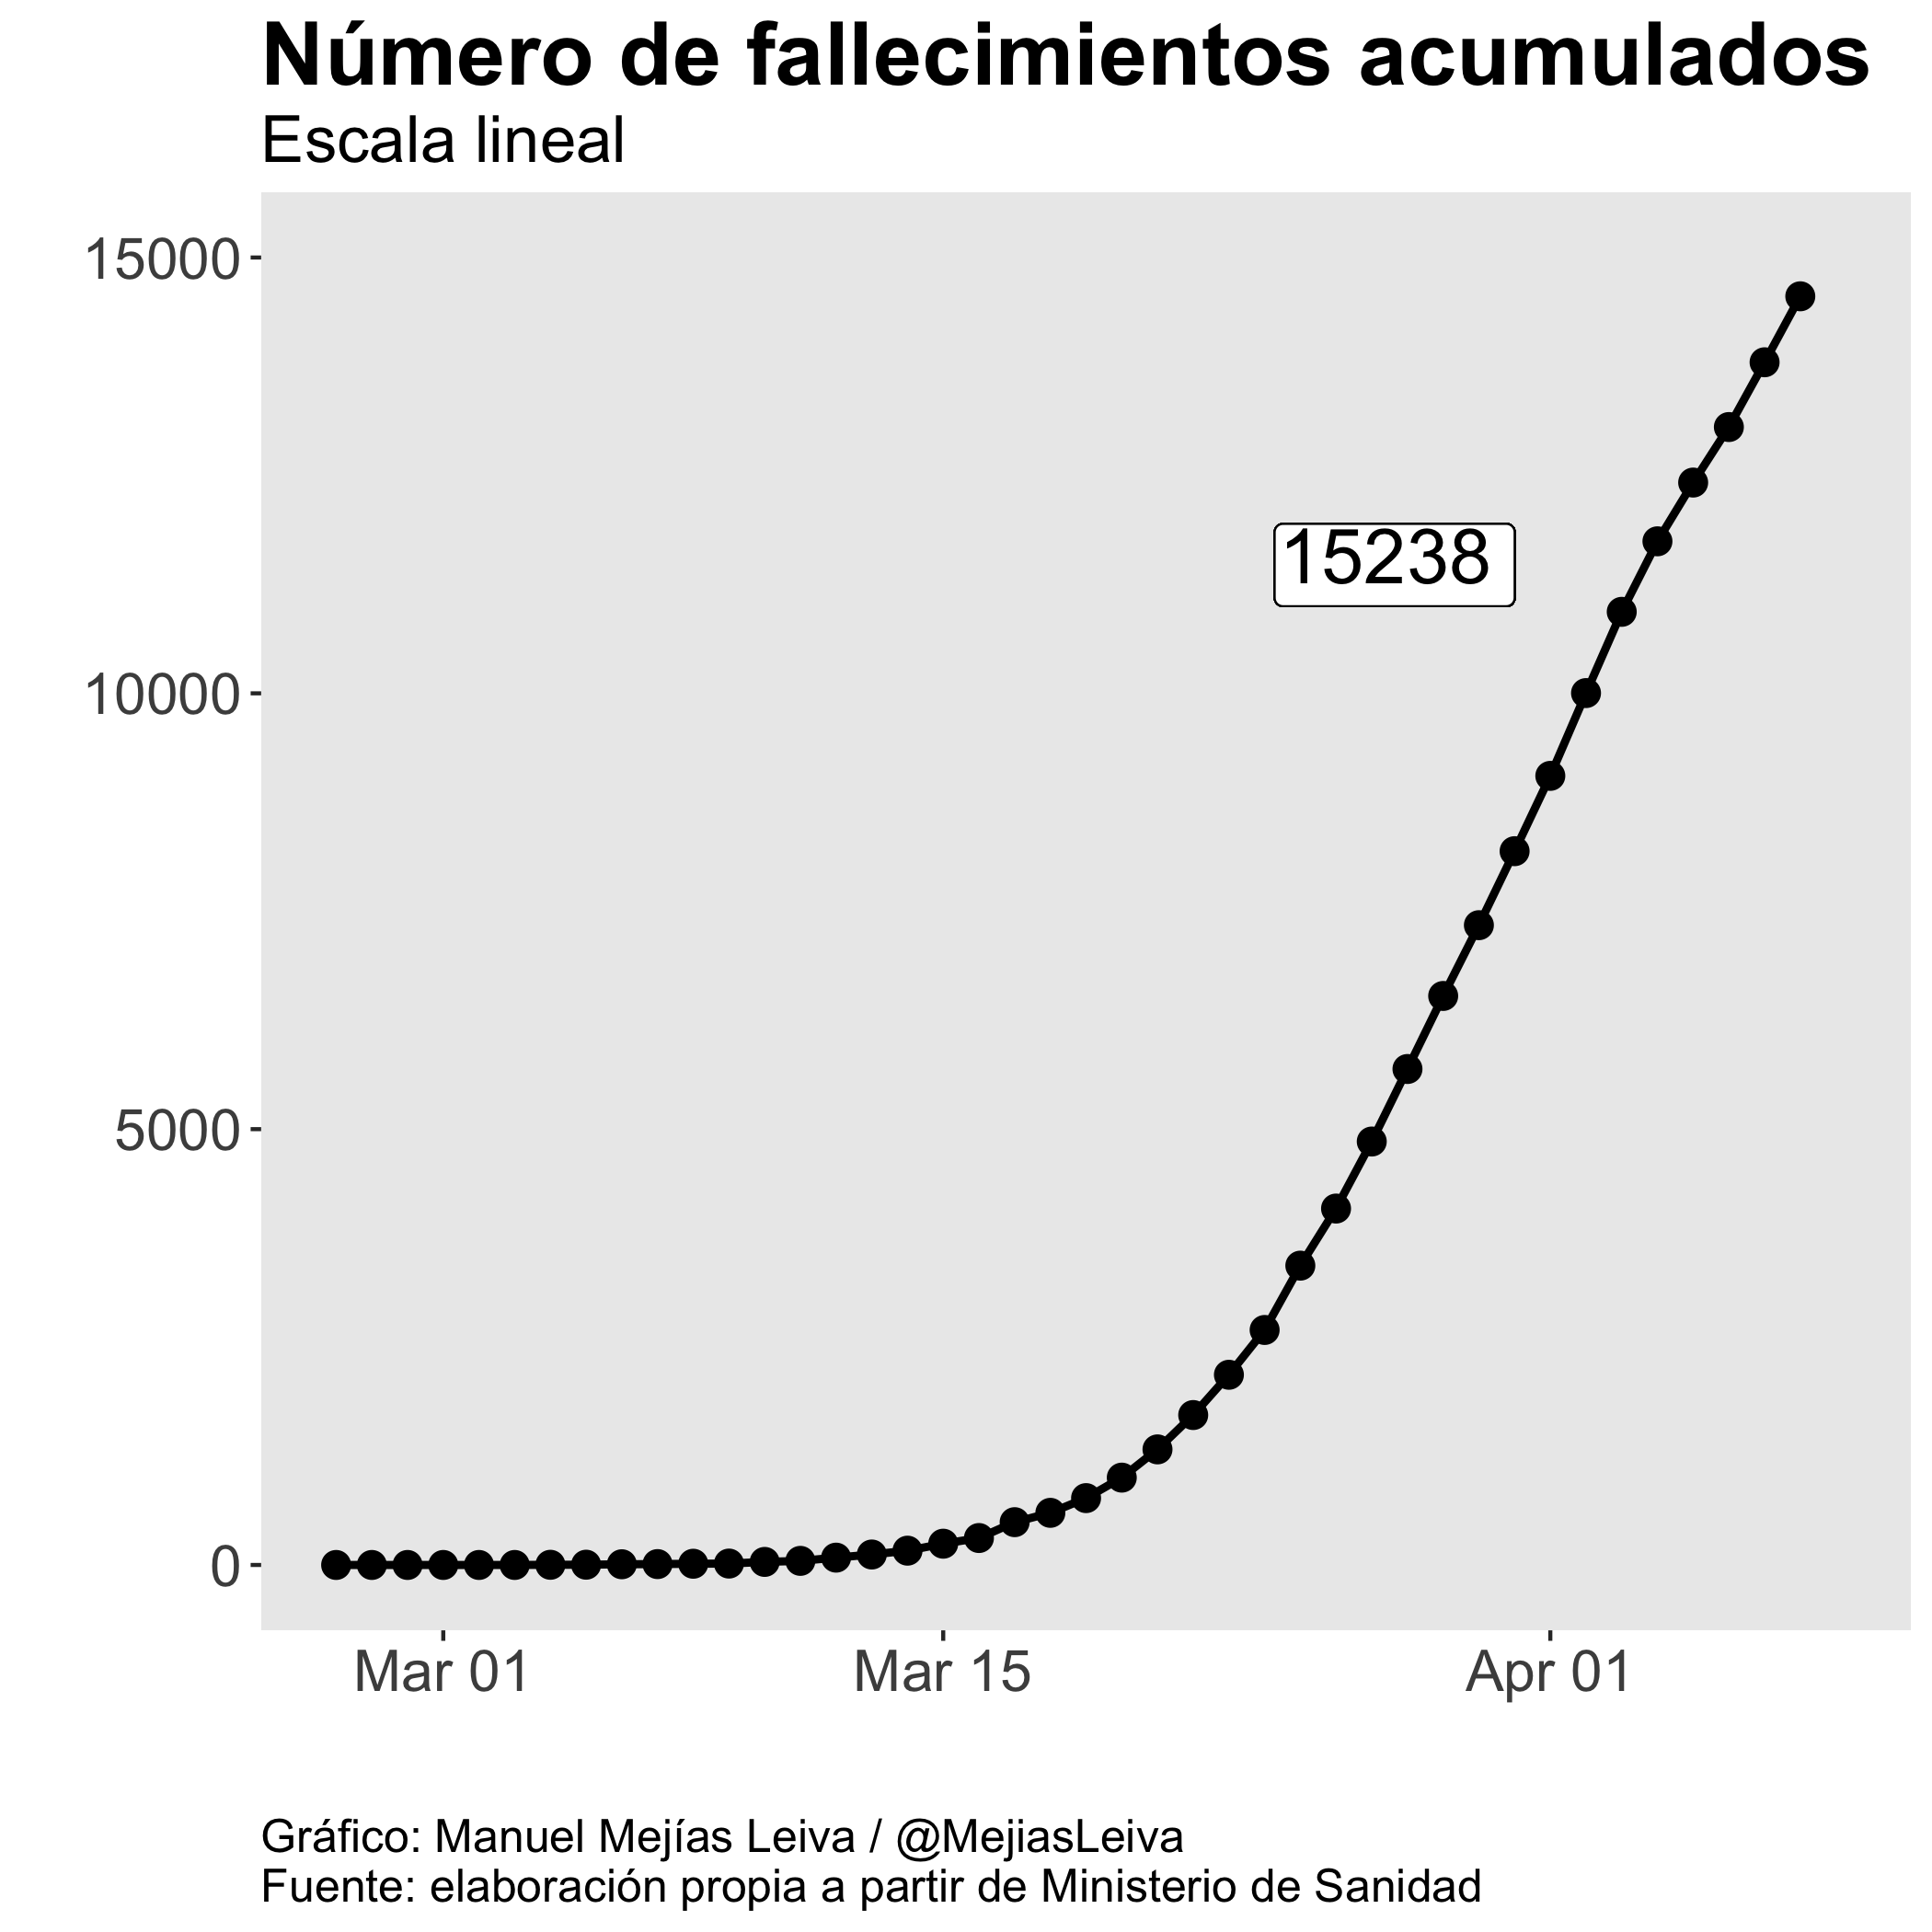 Número de fallecimientos acumulados
Escala lineal
15000
15238
10000
5000
0
Mar 01 Mar 15 Apr 01
Gráfico: Manuel Mejías Leiva / @MejiasLeiva
Fuente: elaboración propia a partir de Ministerio de Sanidad